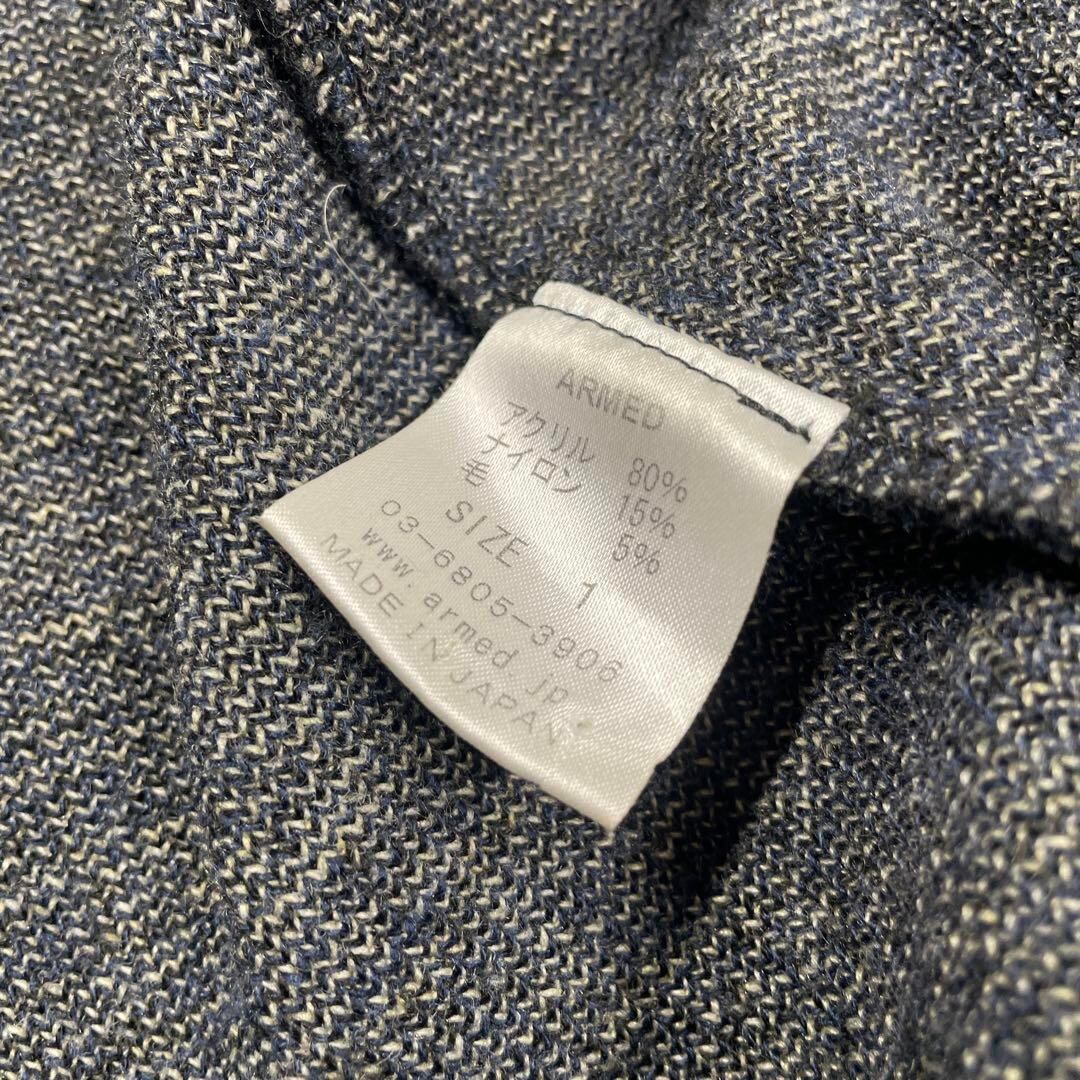 ARMED
アクリル 80%
ナイロン 15%
毛 5%
SIZE 1
03-6805-3906
www.armed.jp
MADE IN JAPAN